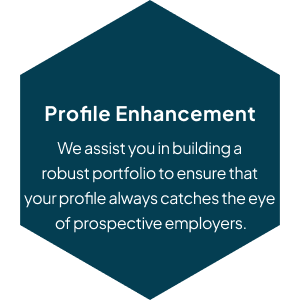 Profile Enhancement
We assist you in building a
robust portfolio to ensure that
your profile always catches the eye
of prospective employers.